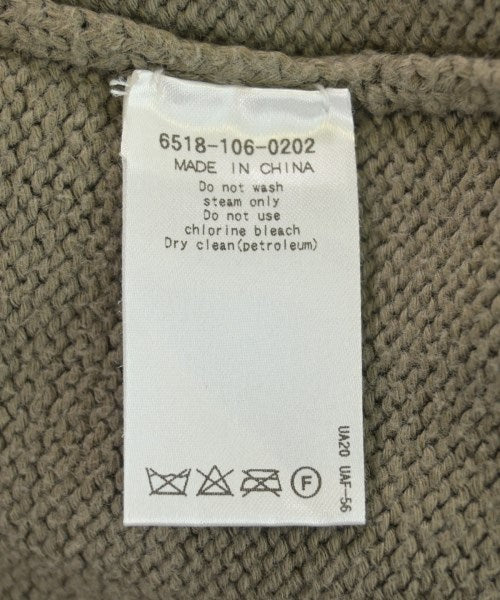 6518-106-0202
MADE IN CHINA
Do not wash
steam only
Do not use
chlorine bleach
Dry clean(petroleum)
F
UA20 UAF-56